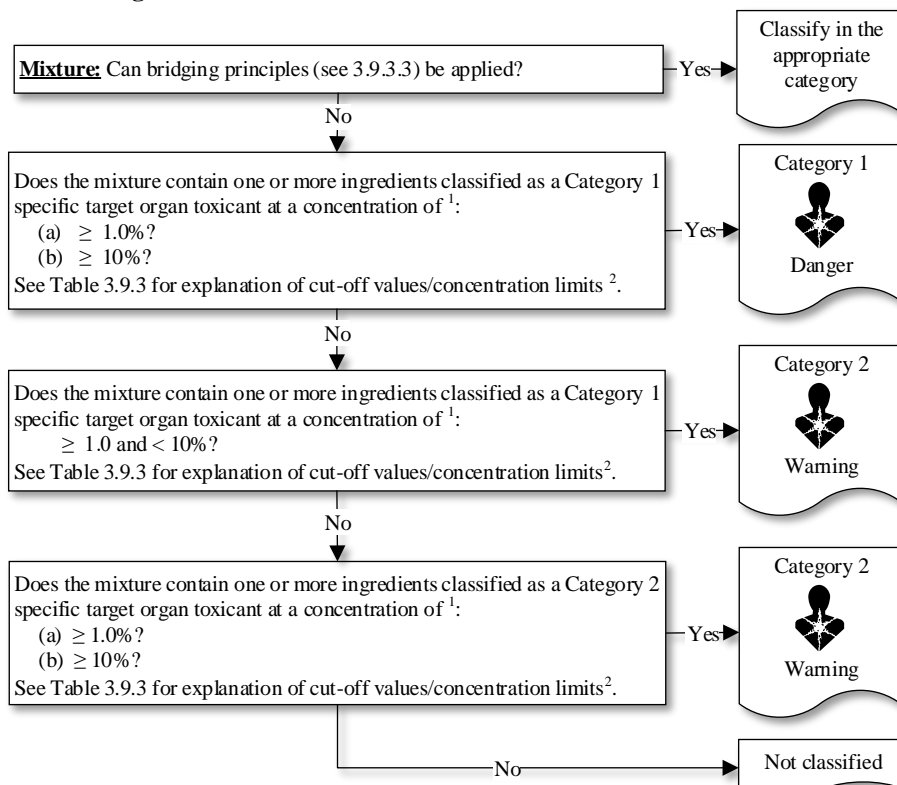 Mixture: Can bridging principles (see 3.9.3.3) be applied?
Yes
Classify in the
appropriate
category
No
Does the mixture contain one or more ingredients classified as a Category 1
specific target organ toxicant at a concentration of 1:
(a) ≥ 1.0%?
(b) ≥ 10%?
See Table 3.9.3 for explanation of cut-off values/concentration limits 2.
Yes
Category 1
Danger
No
Does the mixture contain one or more ingredients classified as a Category 1
specific target organ toxicant at a concentration of 1:
≥ 1.0 and < 10%?
See Table 3.9.3 for explanation of cut-off values/concentration limits2.
Yes
Category 2
Warning
No
Does the mixture contain one or more ingredients classified as a Category 2
specific target organ toxicant at a concentration of 1:
(a) ≥ 1.0%?
(b) ≥ 10%?
See Table 3.9.3 for explanation of cut-off values/concentration limits2.
Yes
Category 2
Warning
No
Not classified